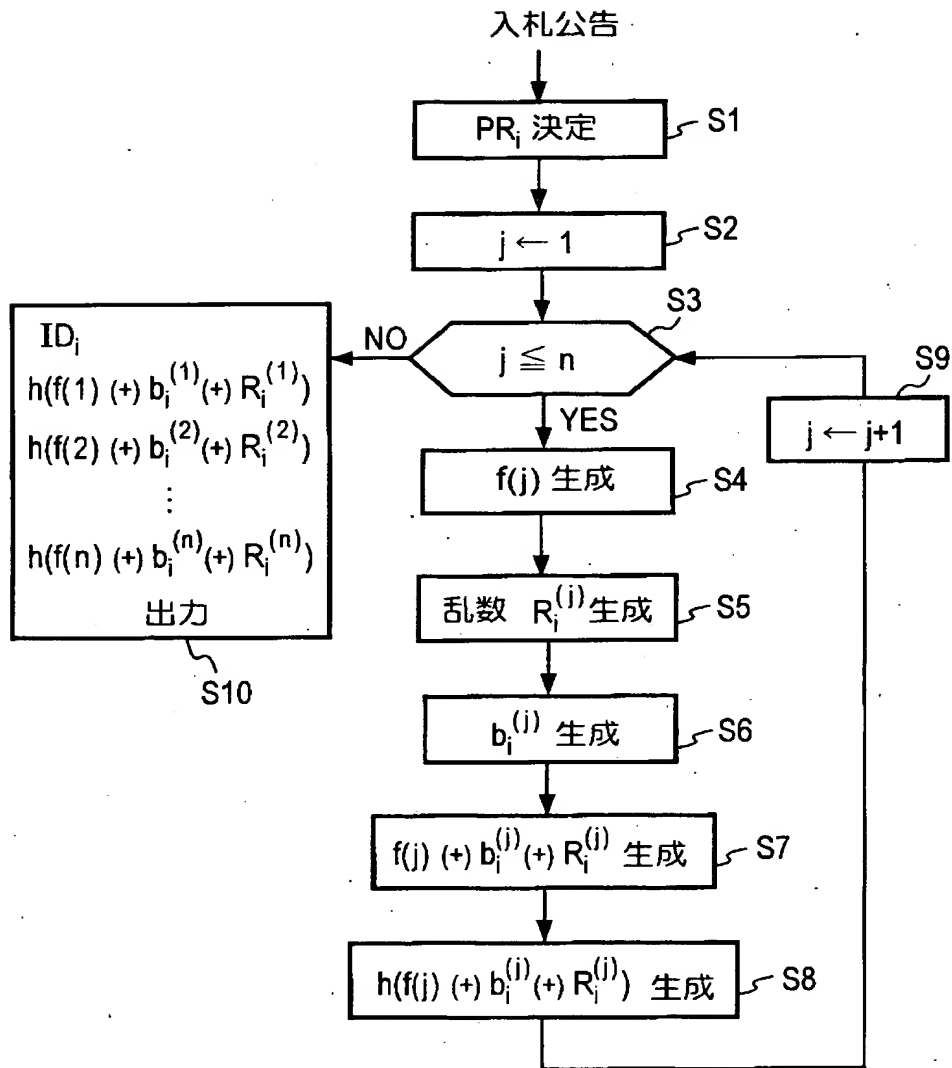 入札公告
PRi 決定
S1
j ← 1
S2
S3
j ≦ n
NO
YES
IDi
h(f(1) (+) bi^(1) (+) Ri^(1))
h(f(2) (+) bi^(2) (+) Ri^(2))
⋮
h(f(n) (+) bi^(n) (+) Ri^(n))
出力
S10
S9
j ← j+1
f(j) 生成
S4
乱数 Ri^(j) 生成
S5
bi^(j) 生成
S6
f(j) (+) bi^(j) (+) Ri^(j) 生成
S7
h(f(j) (+) bi^(j) (+) Ri^(j)) 生成
S8